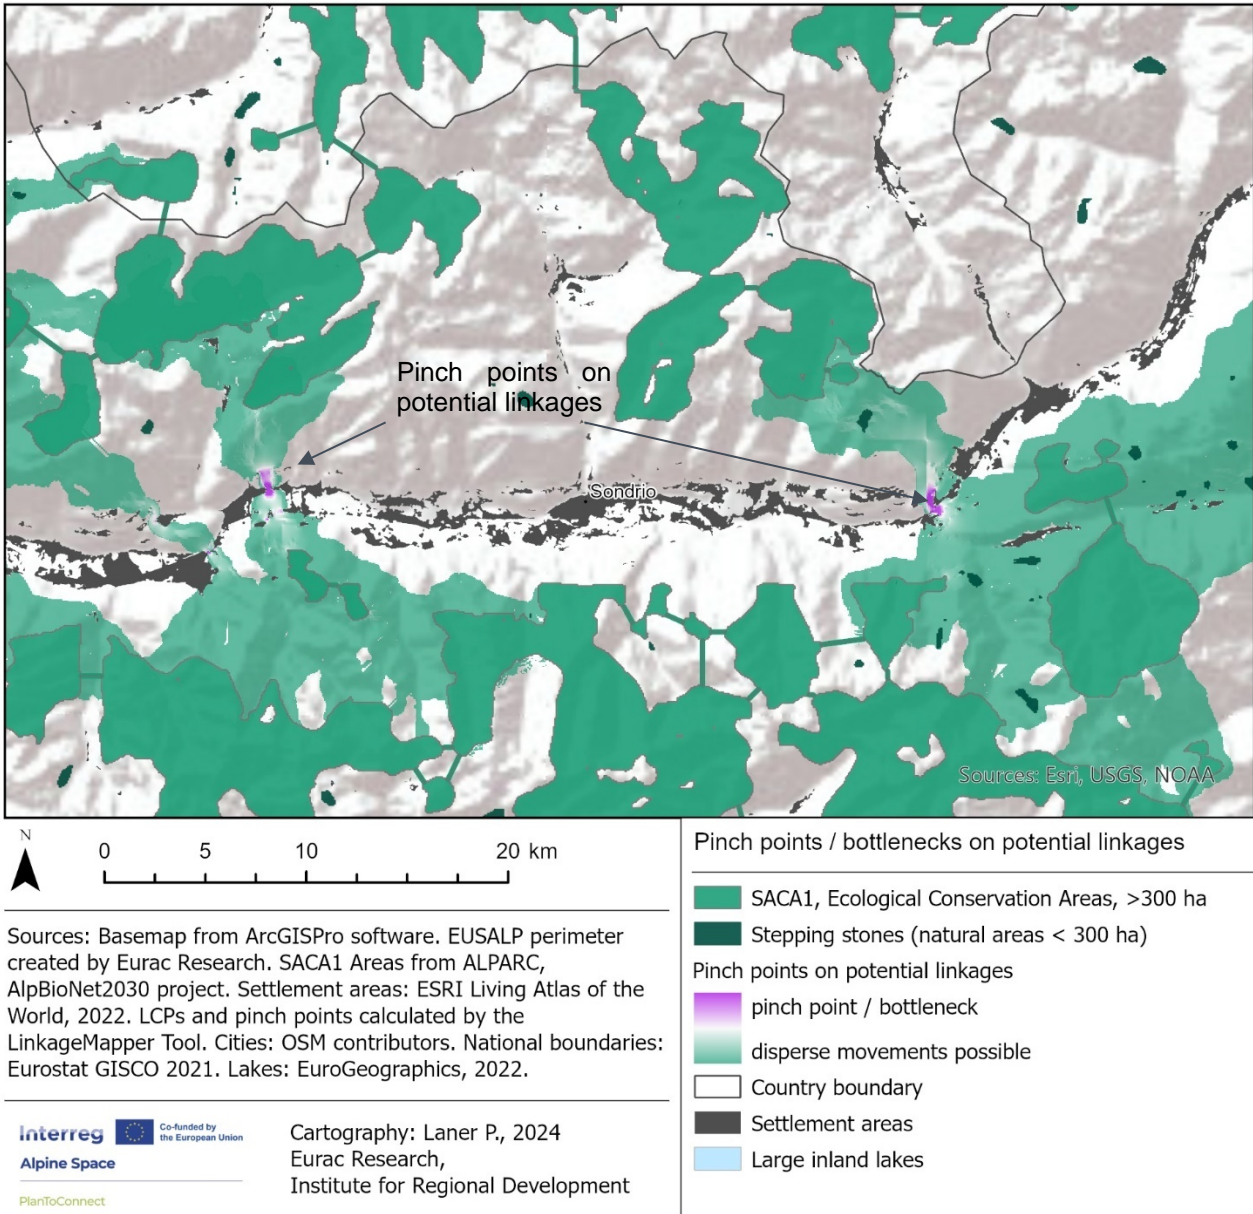 Pinch points on
potential linkages
Sondrio
Sources: Esri, USGS, NOAA
N
0 5 10 20 km
Sources: Basemap from ArcGISPro software. EUSALP perimeter
created by Eurac Research. SACA1 Areas from ALPARC,
AlpBioNet2030 project. Settlement areas: ESRI Living Atlas of the
World, 2022. LCPs and pinch points calculated by the
LinkageMapper Tool. Cities: OSM contributors. National boundaries:
Eurostat GISCO 2021. Lakes: EuroGeographics, 2022.
Interreg
Co-funded by
the European Union
Alpine Space
PlanToConnect
Cartography: Laner P., 2024
Eurac Research,
Institute for Regional Development
Pinch points / bottlenecks on potential linkages
SACA1, Ecological Conservation Areas, >300 ha
Stepping stones (natural areas < 300 ha)
Pinch points on potential linkages
pinch point / bottleneck
disperse movements possible
Country boundary
Settlement areas
Large inland lakes